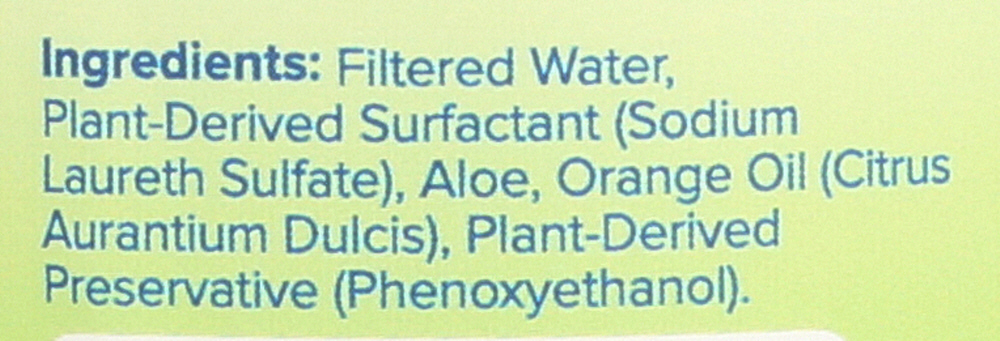 Ingredients: Filtered Water,
Plant-Derived Surfactant (Sodium
Laureth Sulfate), Aloe, Orange Oil (Citrus
Aurantium Dulcis), Plant-Derived
Preservative (Phenoxyethanol).